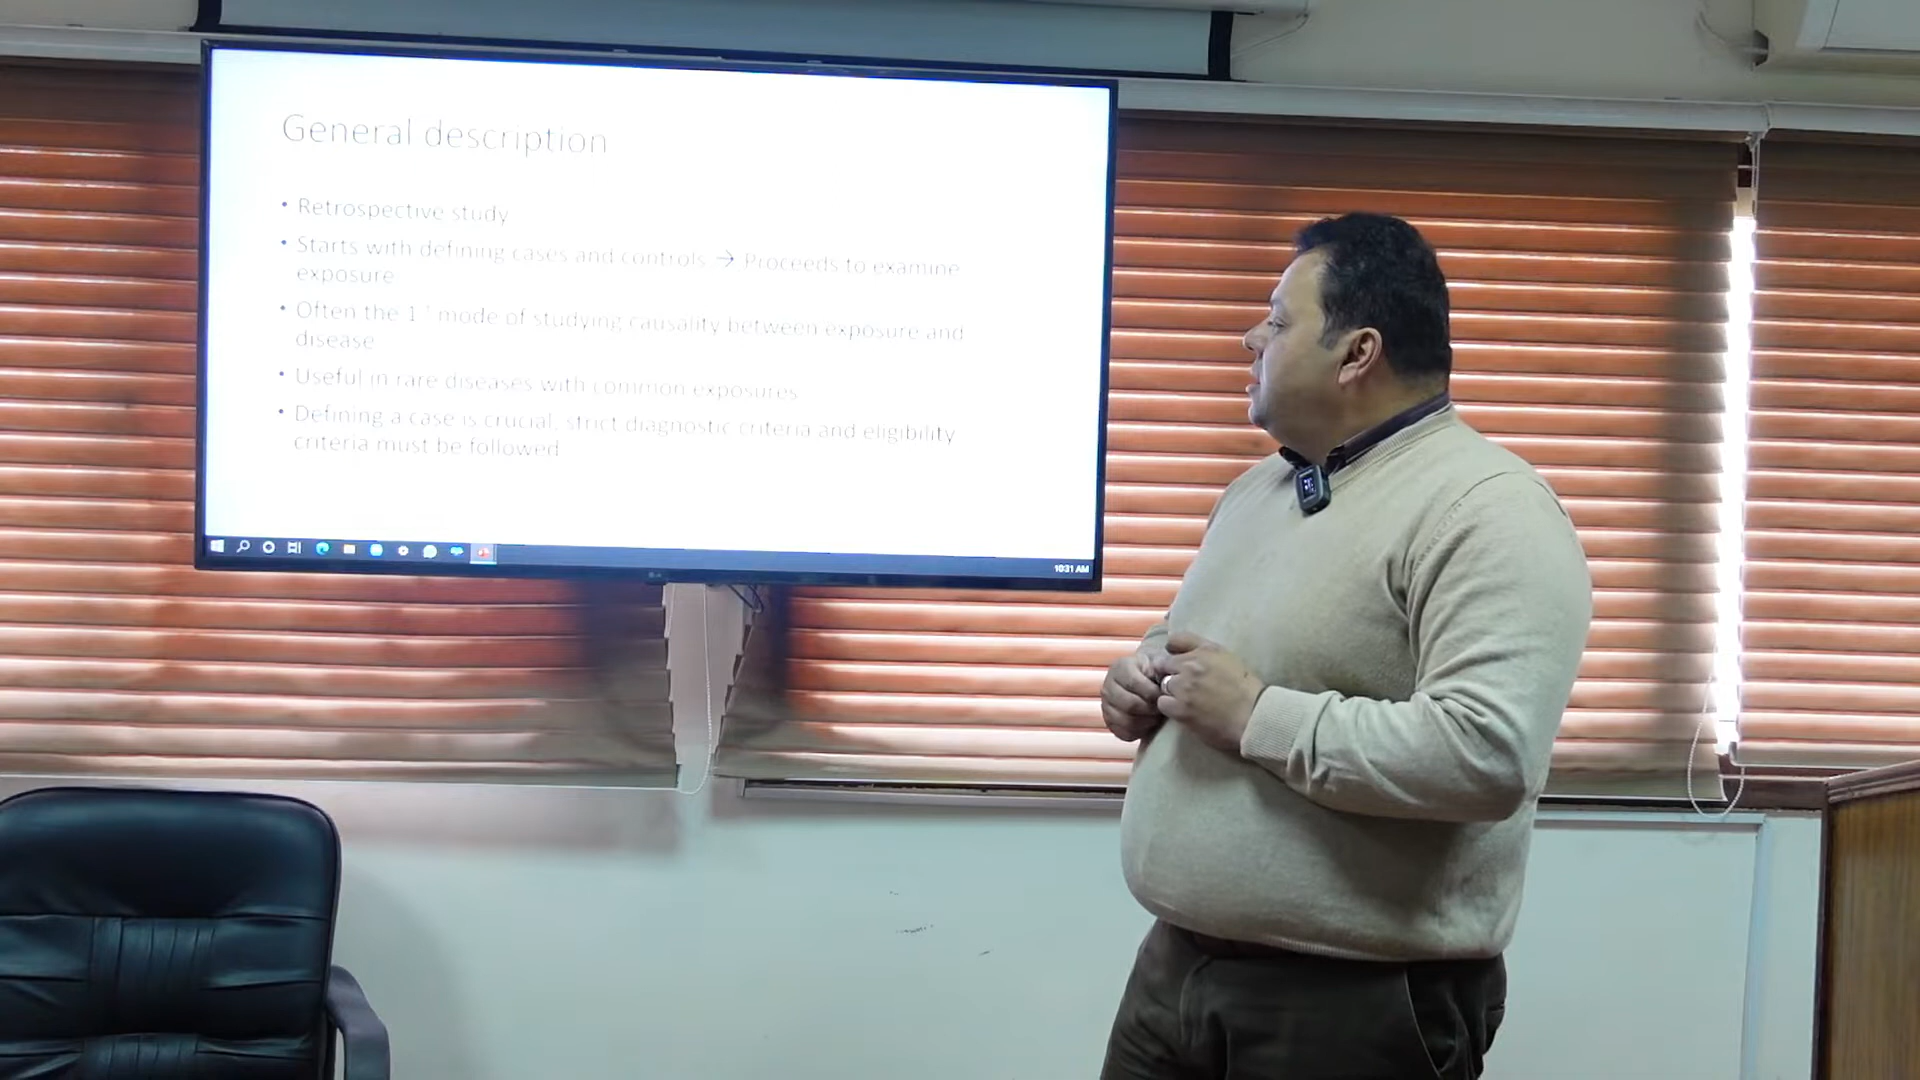 General description
• Retrospective study
• Starts with defining cases and controls → Proceeds to examine
exposure
• Often the 1 mode of studying causality between exposure and
disease
• Useful in rare diseases with common exposures
• Defining a case is crucial, strict diagnostic criteria and eligibility
criteria must be followed
10:31 AM
LG